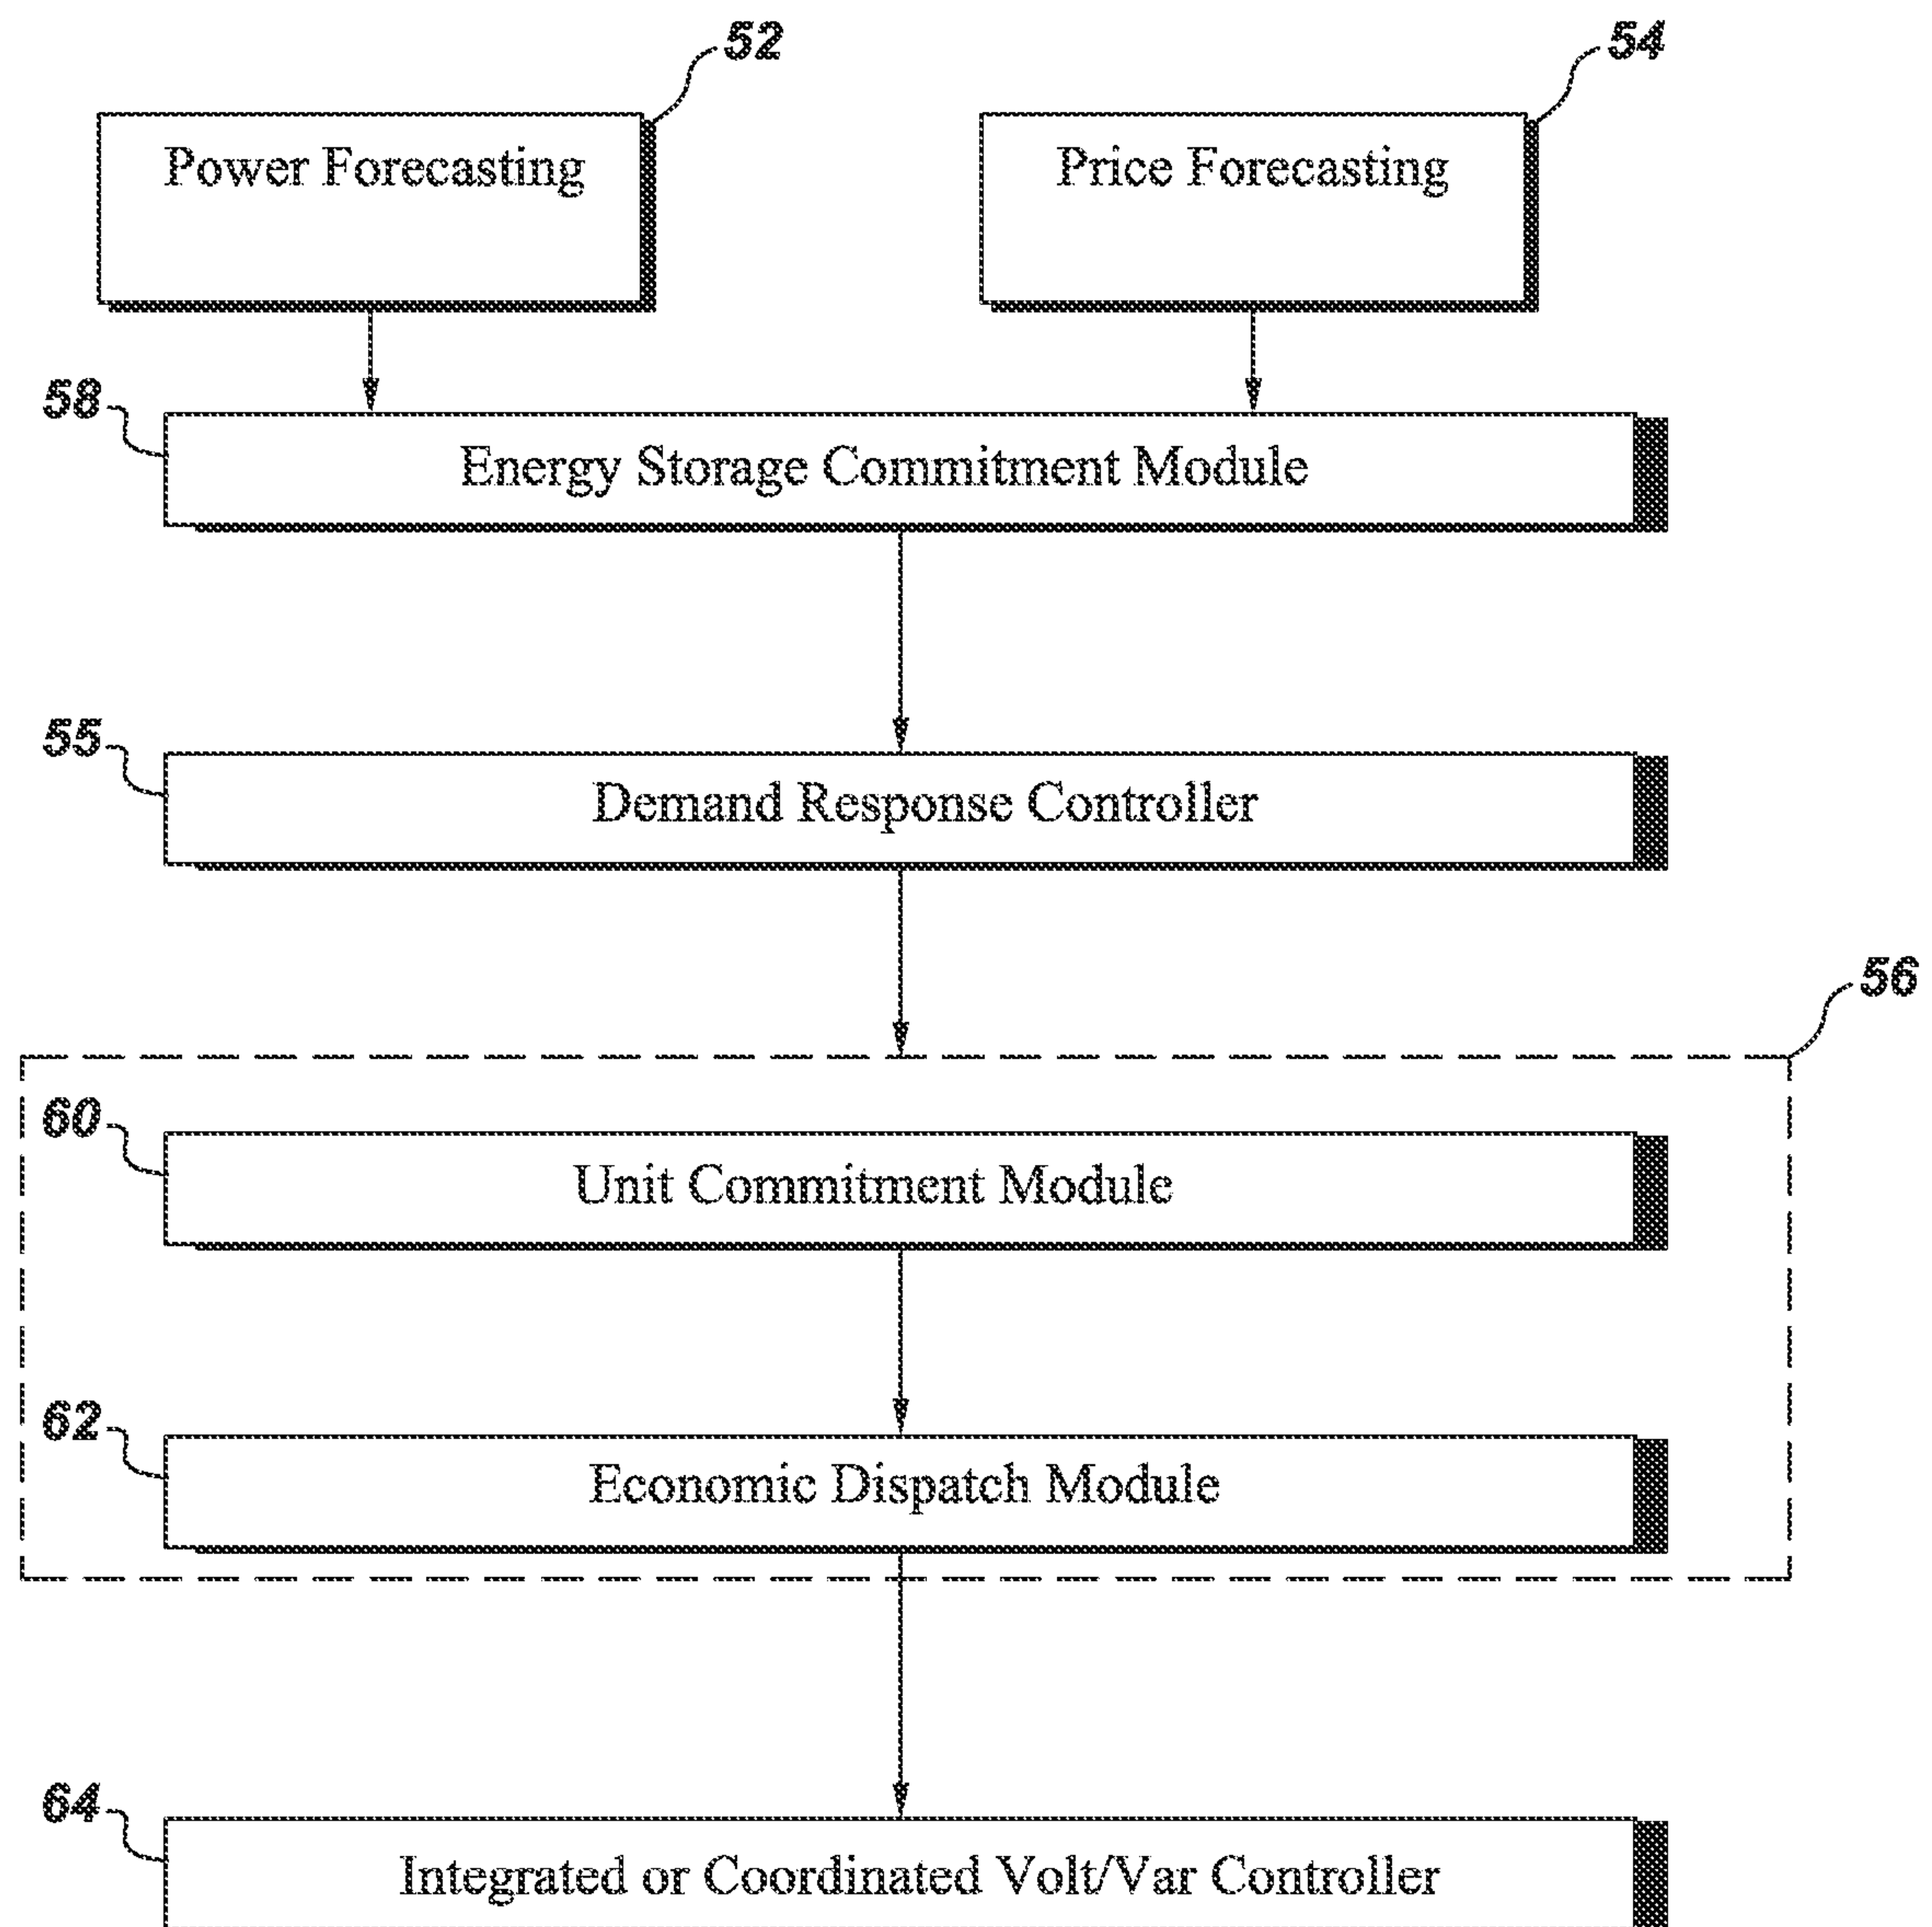 52
54
Power Forecasting
Price Forecasting
58
Energy Storage Commitment Module
55
Demand Response Controller
56
60
Unit Commitment Module
62
Economic Dispatch Module
64
Integrated or Coordinated Volt/Var Controller